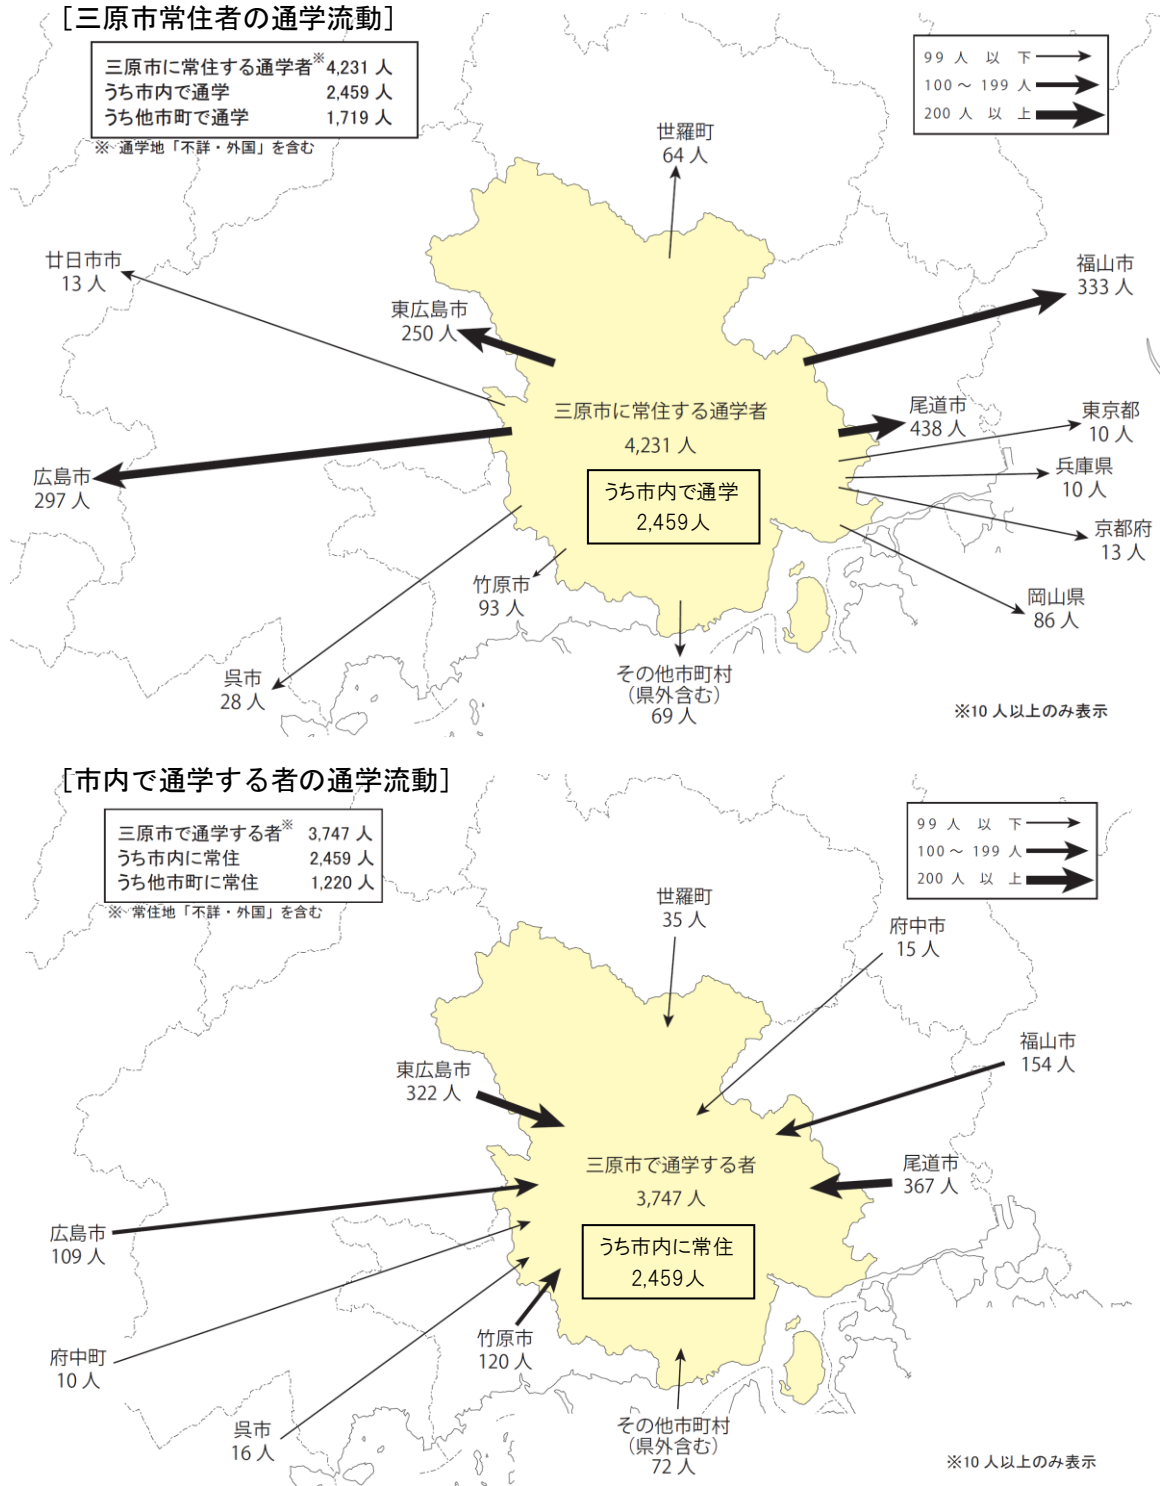 ［三原市常住者の通学流動］
三原市に常住する通学者※4,231 人
うち市内で通学 2,459 人
うち他市町で通学 1,719 人
※ 通学地「不詳・外国」を含む
99 人 以 下
100～ 199 人
200 人 以 上
世羅町
64 人
廿日市市
13 人
東広島市
250 人
福山市
333 人
三原市に常住する通学者
4,231 人
うち市内で通学
2,459人
尾道市
438 人
東京都
10 人
兵庫県
10 人
京都府
13 人
岡山県
86 人
広島市
297 人
竹原市
93 人
呉市
28 人
その他市町村
（県外含む）
69 人
※10 人以上のみ表示
［市内で通学する者の通学流動］
三原市で通学する者※ 3,747 人
うち市内に常住 2,459 人
うち他市町に常住 1,220 人
※ 常住地「不詳・外国」を含む
99 人 以 下
100～ 199 人
200 人 以 上
世羅町
35 人
府中市
15 人
福山市
154 人
東広島市
322 人
三原市で通学する者
3,747 人
うち市内に常住
2,459人
尾道市
367 人
広島市
109 人
府中町
10 人
竹原市
120 人
呉市
16 人
その他市町村
（県外含む）
72 人
※10 人以上のみ表示